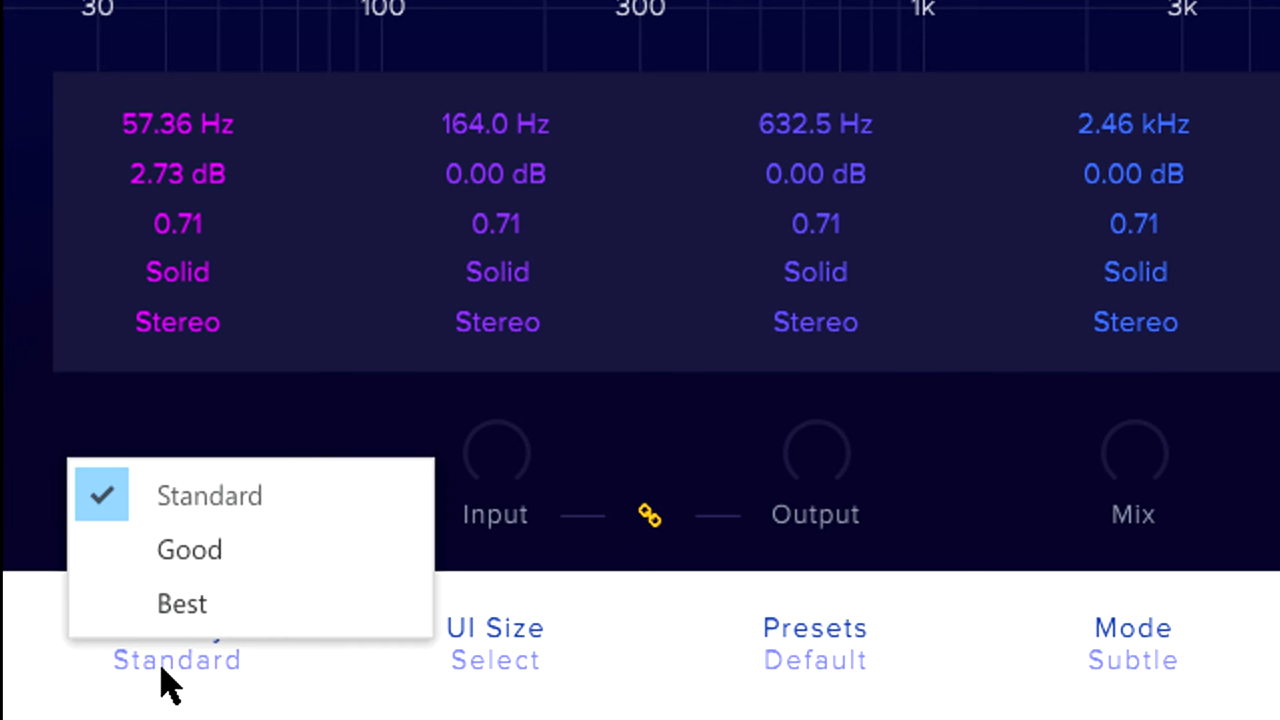 30 100 300 1k 3k
57.36 Hz 164.0 Hz 632.5 Hz 2.46 kHz
2.73 dB 0.00 dB 0.00 dB 0.00 dB
0.71 0.71 0.71 0.71
Solid Solid Solid Solid
Stereo Stereo Stereo Stereo
Standard
Good
Best
Input Output Mix
UI Size Presets Mode
Standard Select Default Subtle